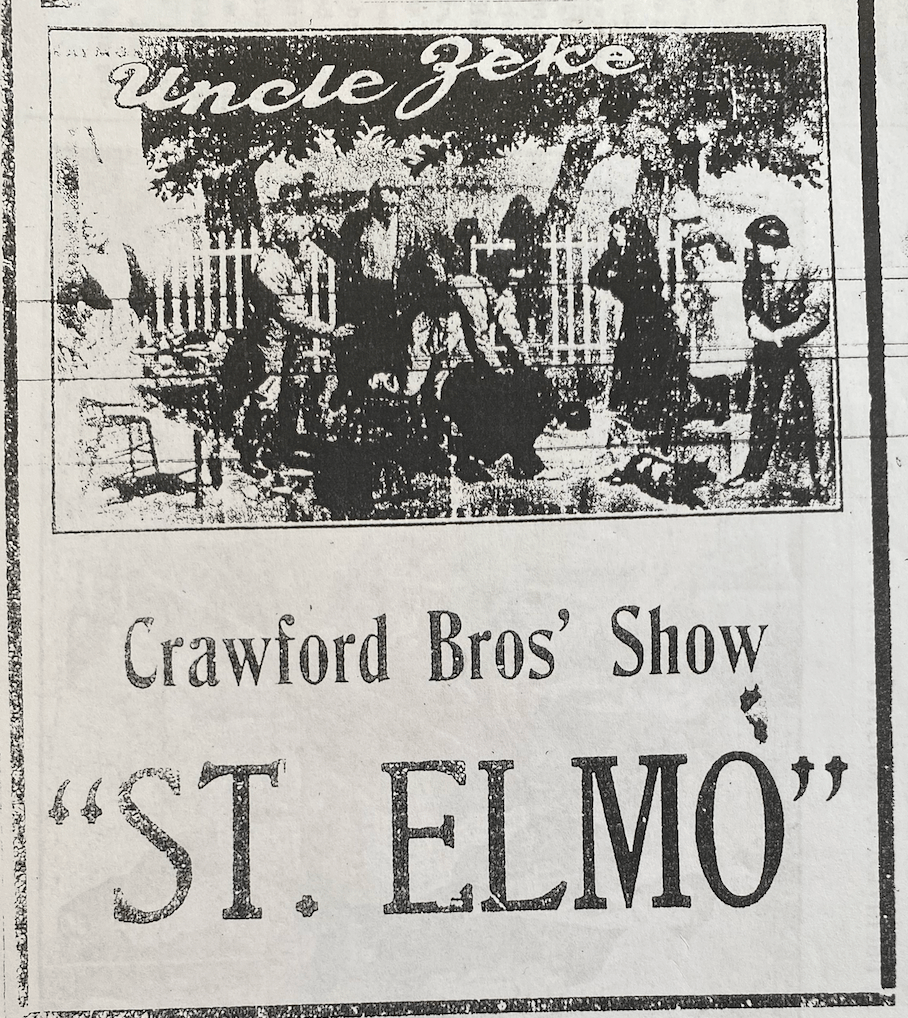 Uncle Zeke
Crawford Bros' Show
“ST. ELMO”